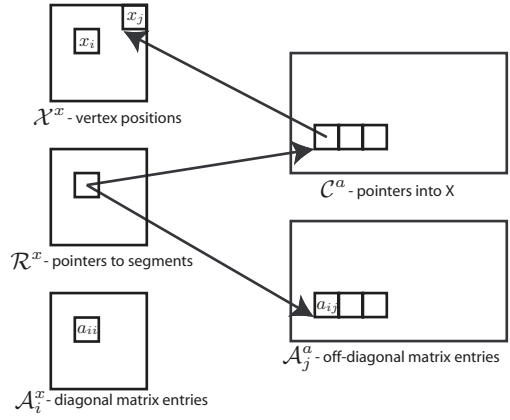 x_j
x_i
𝒳^x - vertex positions
𝒞^a - pointers into X
ℛ^x - pointers to segments
a_ij
a_ii
𝒜_j^a - off-diagonal matrix entries
𝒜_i^x - diagonal matrix entries